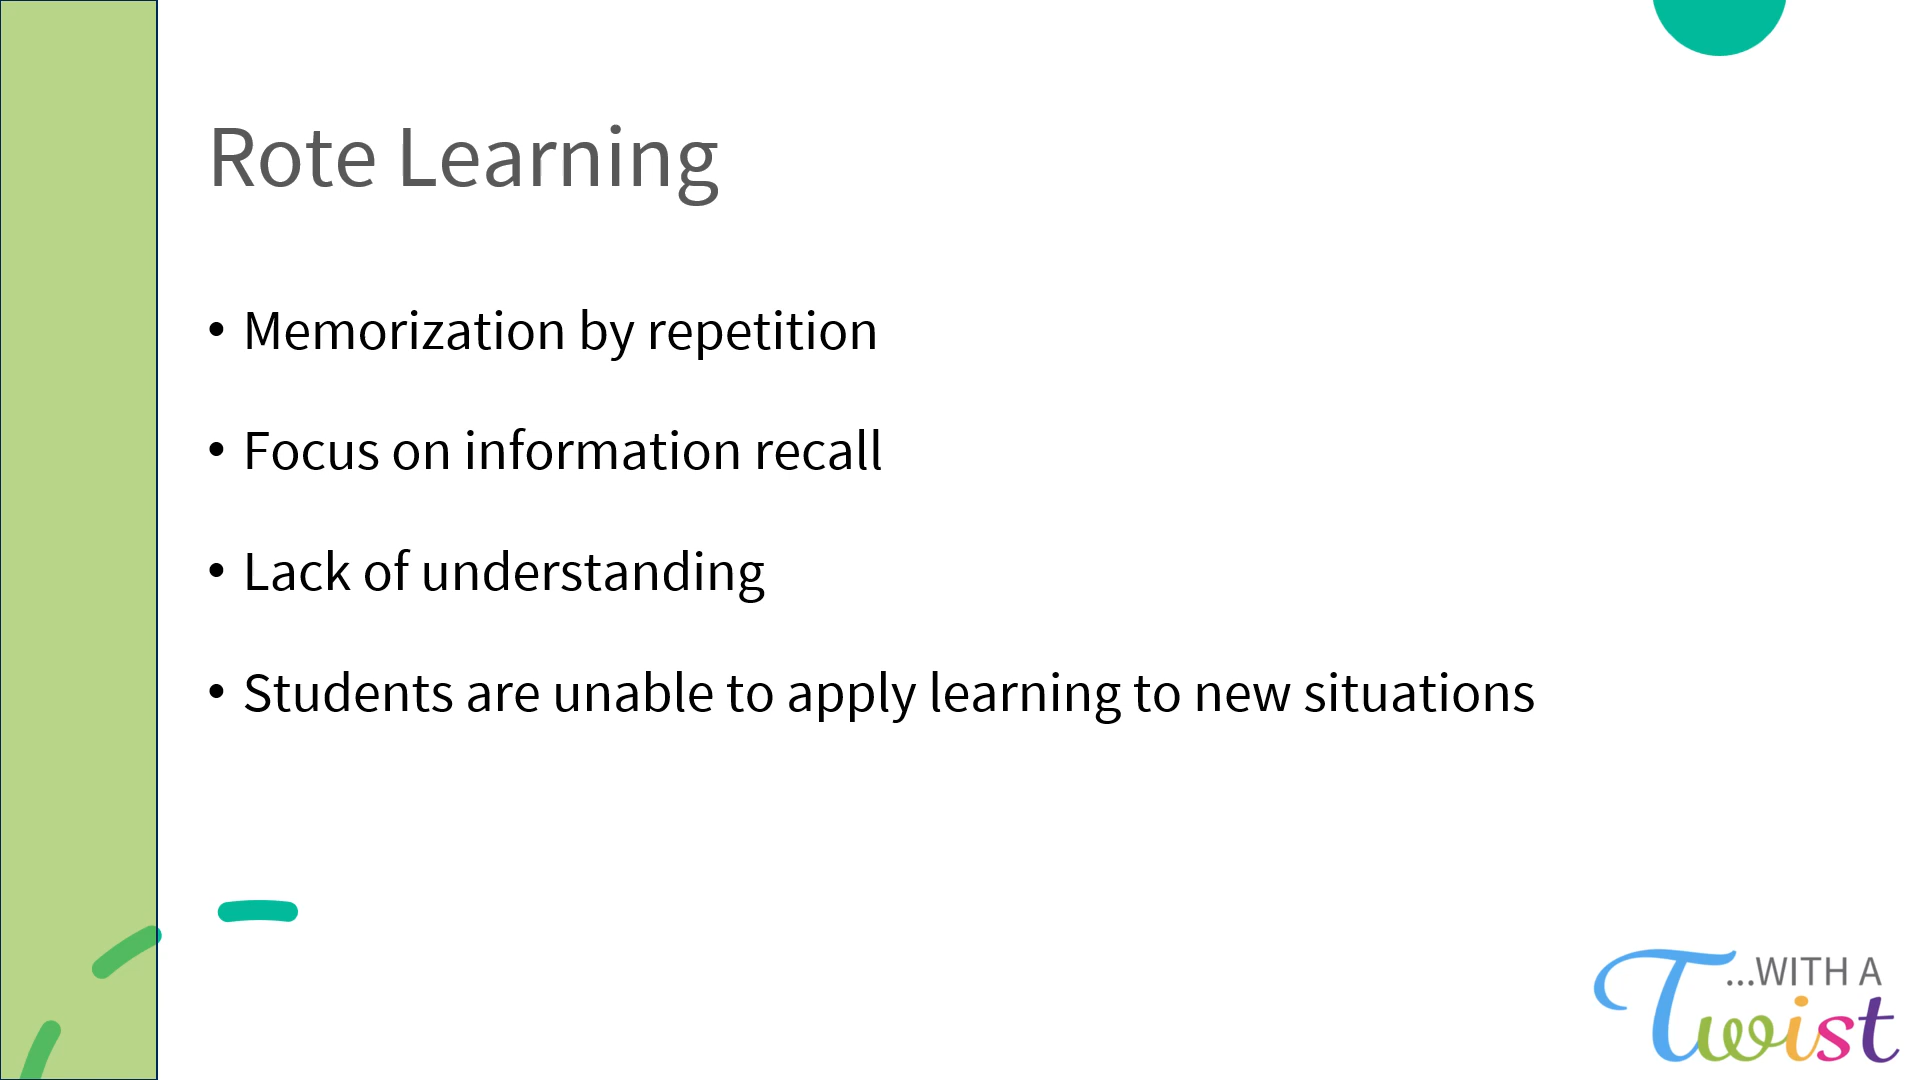 Rote Learning
• Memorization by repetition
• Focus on information recall
• Lack of understanding
• Students are unable to apply learning to new situations
...WITH A
Twist